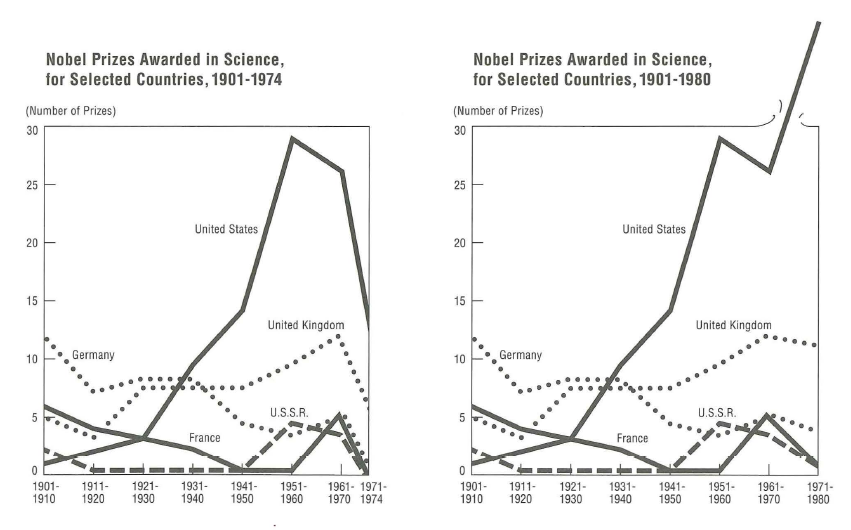 Nobel Prizes Awarded in Science,
for Selected Countries, 1901-1974
(Number of Prizes)
30
25
20
15
10
5
0
United States
United Kingdom
Germany
U.S.S.R.
France
1901-
1910
1911-
1920
1921-
1930
1931-
1940
1941-
1950
1951-
1960
1961-
1970
1971-
1974
Nobel Prizes Awarded in Science,
for Selected Countries, 1901-1980
(Number of Prizes)
30
25
20
15
10
5
0
United States
United Kingdom
Germany
U.S.S.R.
France
1901-
1910
1911-
1920
1921-
1930
1931-
1940
1941-
1950
1951-
1960
1961-
1970
1971-
1980